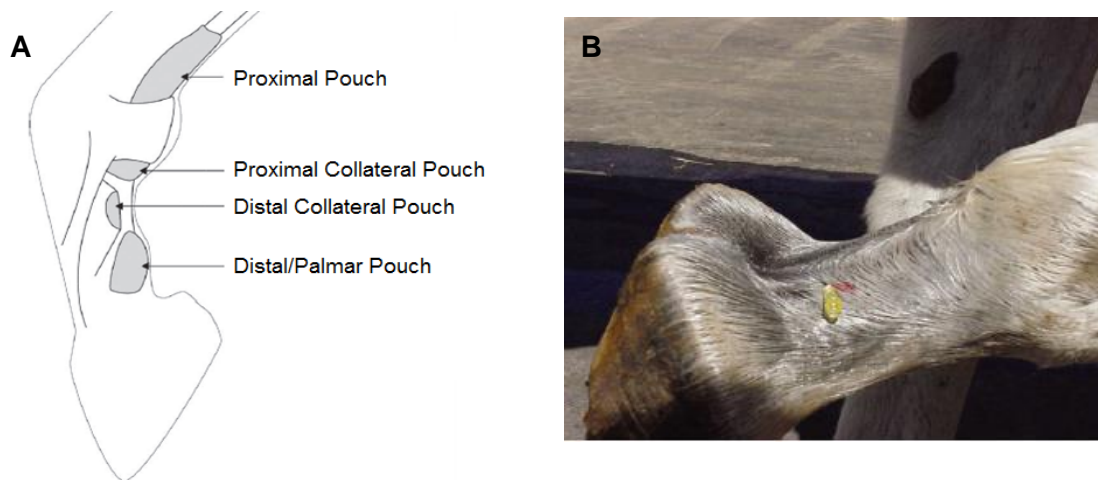 A
Proximal Pouch
Proximal Collateral Pouch
Distal Collateral Pouch
Distal/Palmar Pouch
B